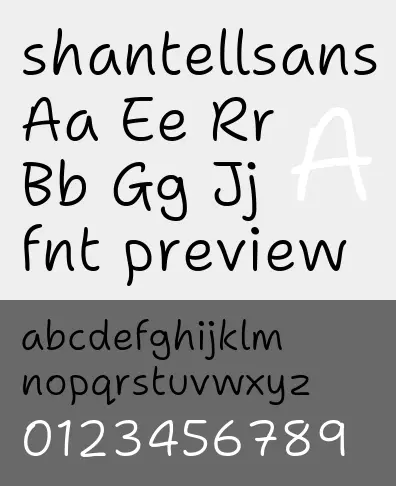 shantellsans
Aa Ee Rr
A
Bb Gg Jj
fnt preview
abcdefghijklm
nopqrstuvwxyz
0123456789